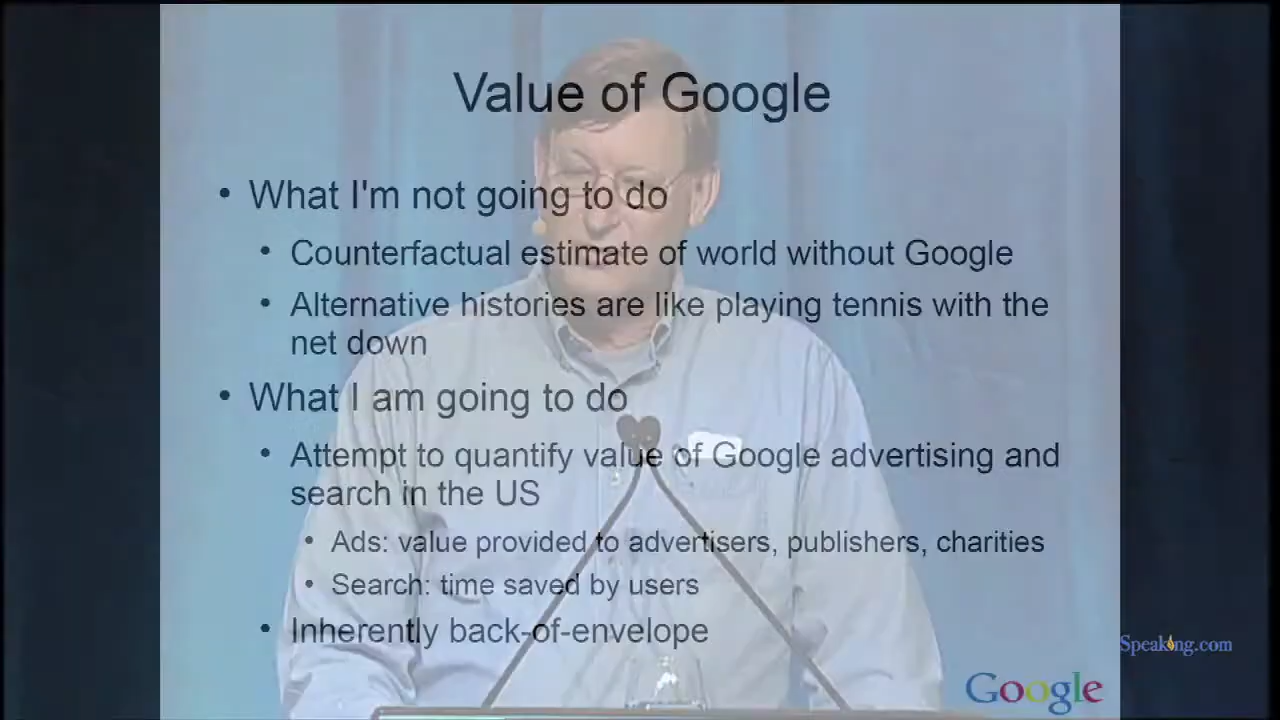 Value of Google
• What I'm not going to do
• Counterfactual estimate of world without Google
• Alternative histories are like playing tennis with the
net down
• What I am going to do
• Attempt to quantify value of Google advertising and
search in the US
• Ads: value provided to advertisers, publishers, charities
• Search: time saved by users
• Inherently back-of-envelope
Speaking.com
Google